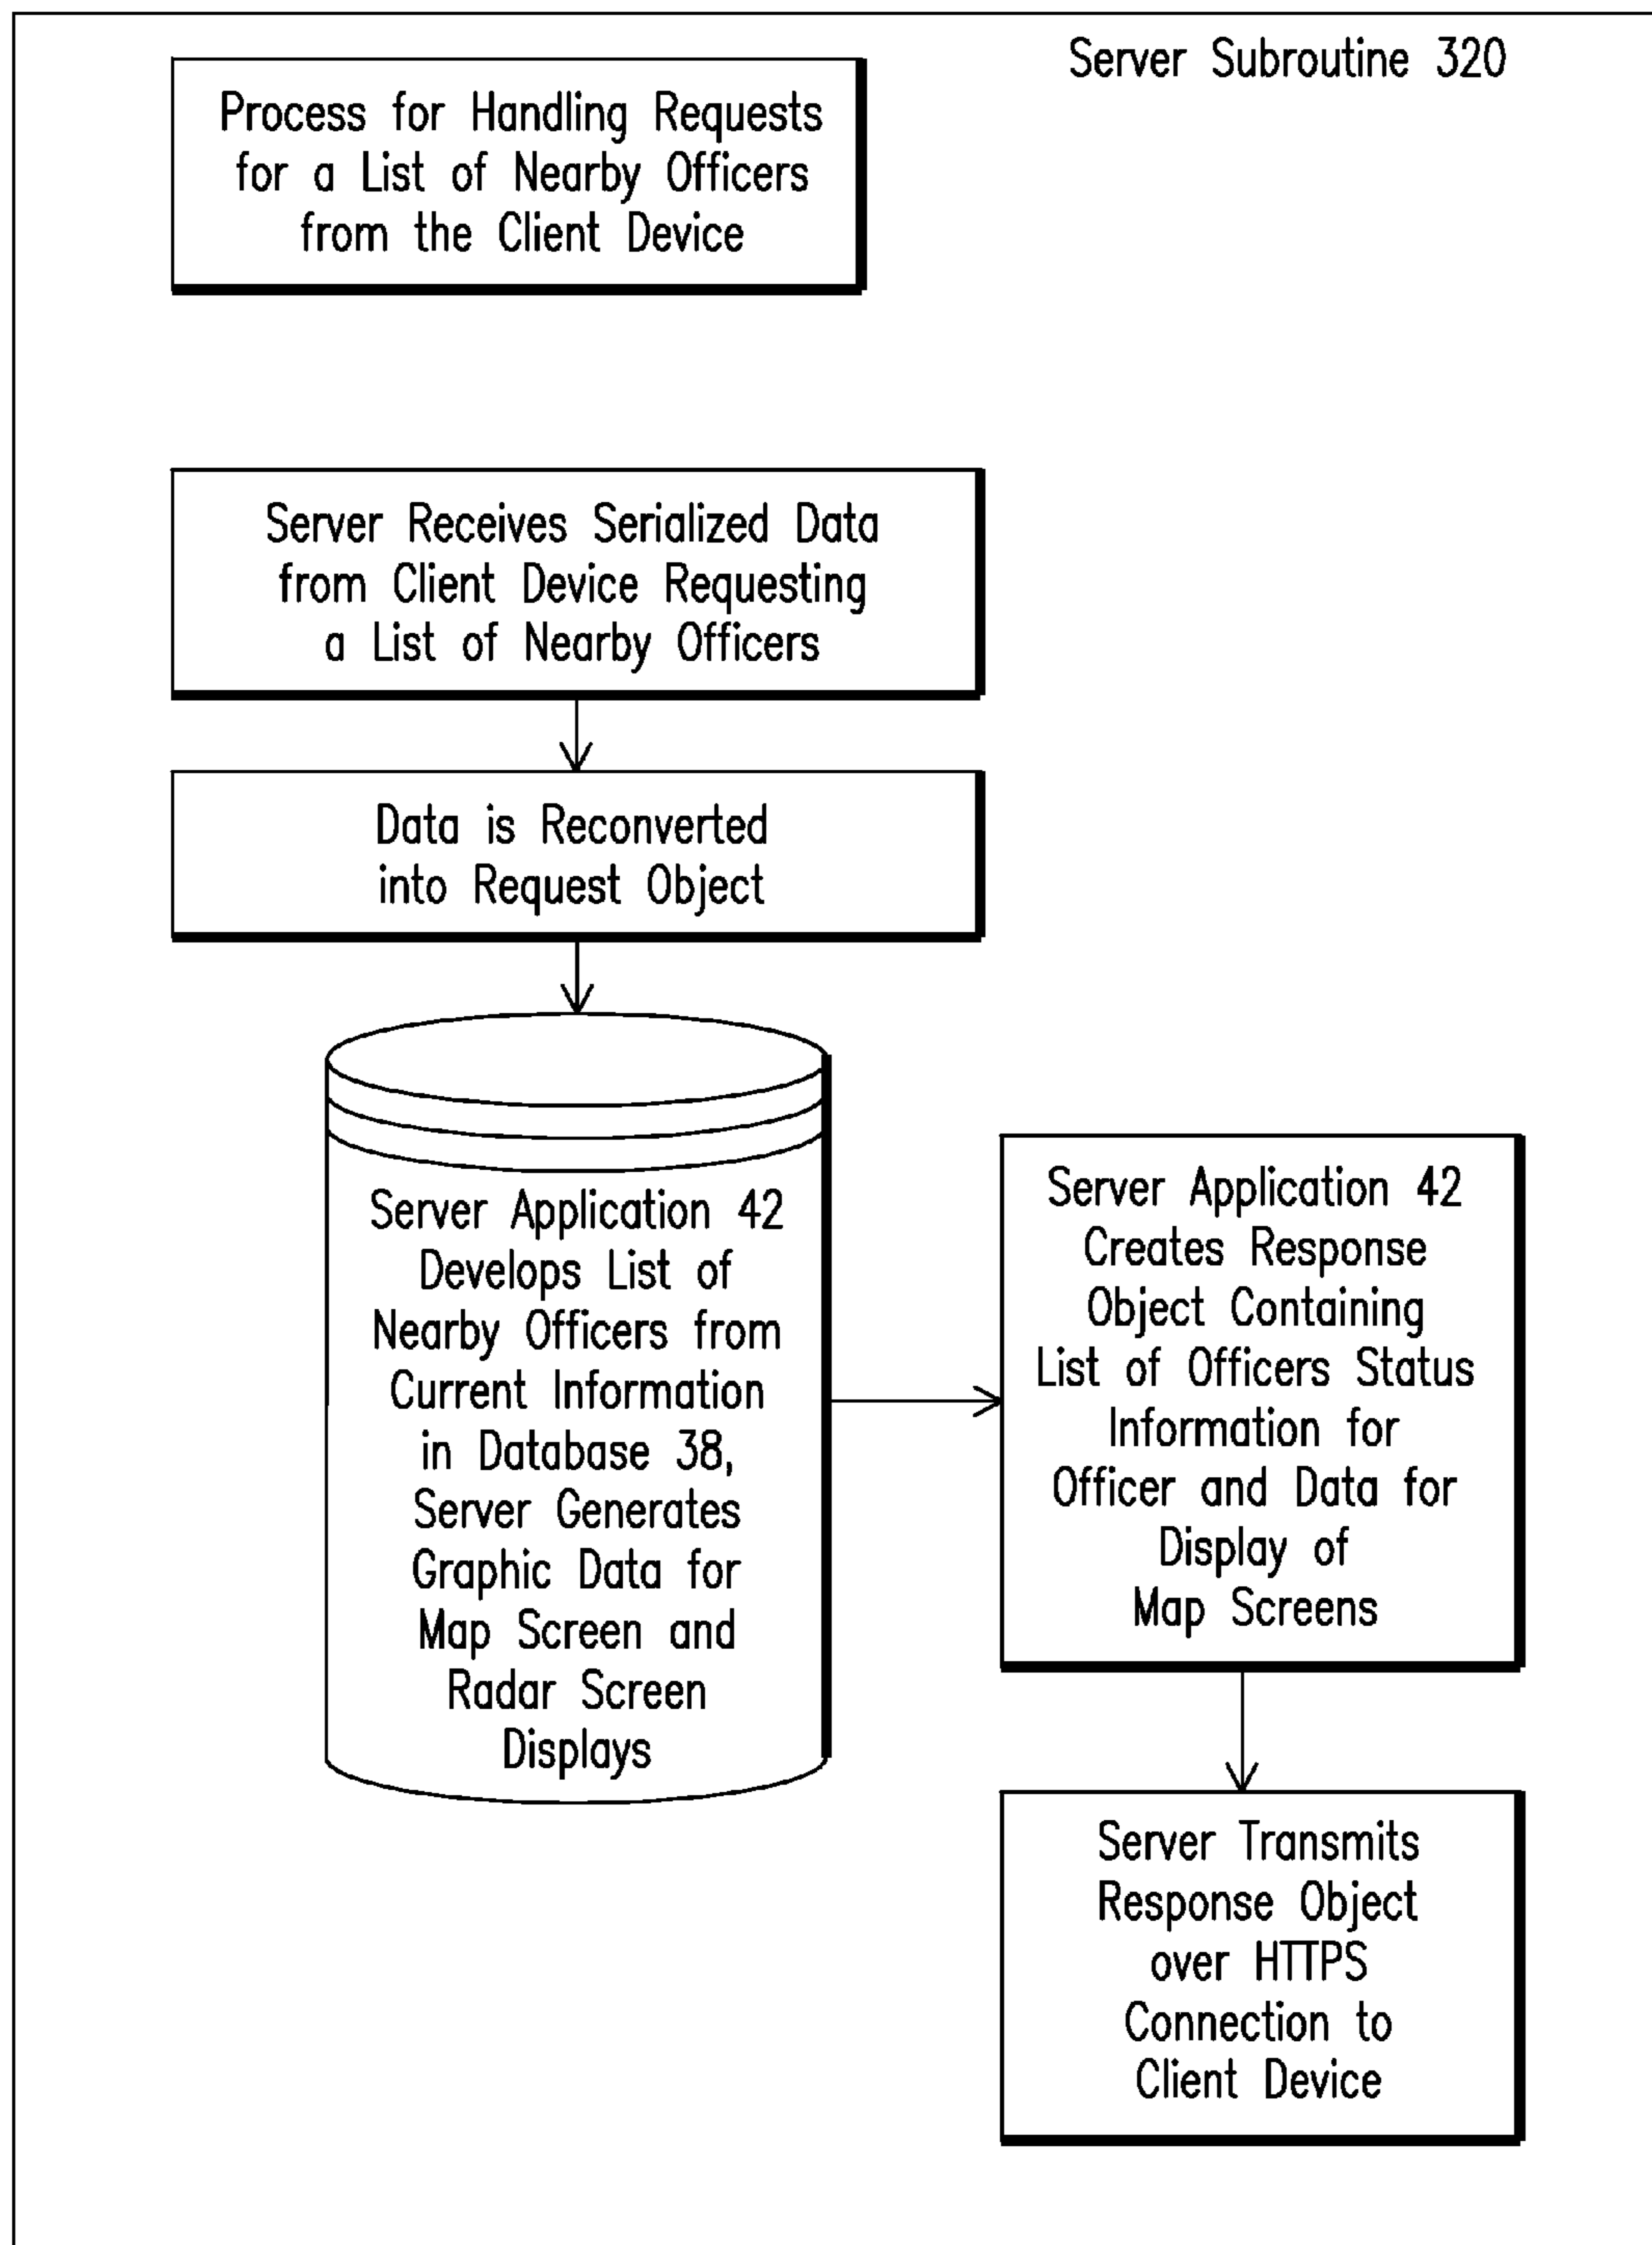 Server Subroutine 320
Process for Handling Requests
for a List of Nearby Officers
from the Client Device
Server Receives Serialized Data
from Client Device Requesting
a List of Nearby Officers
Data is Reconverted
into Request Object
Server Application 42
Develops List of
Nearby Officers from
Current Information
in Database 38,
Server Generates
Graphic Data for
Map Screen and
Radar Screen
Displays
Server Application 42
Creates Response
Object Containing
List of Officers Status
Information for
Officer and Data for
Display of
Map Screens
Server Transmits
Response Object
over HTTPS
Connection to
Client Device